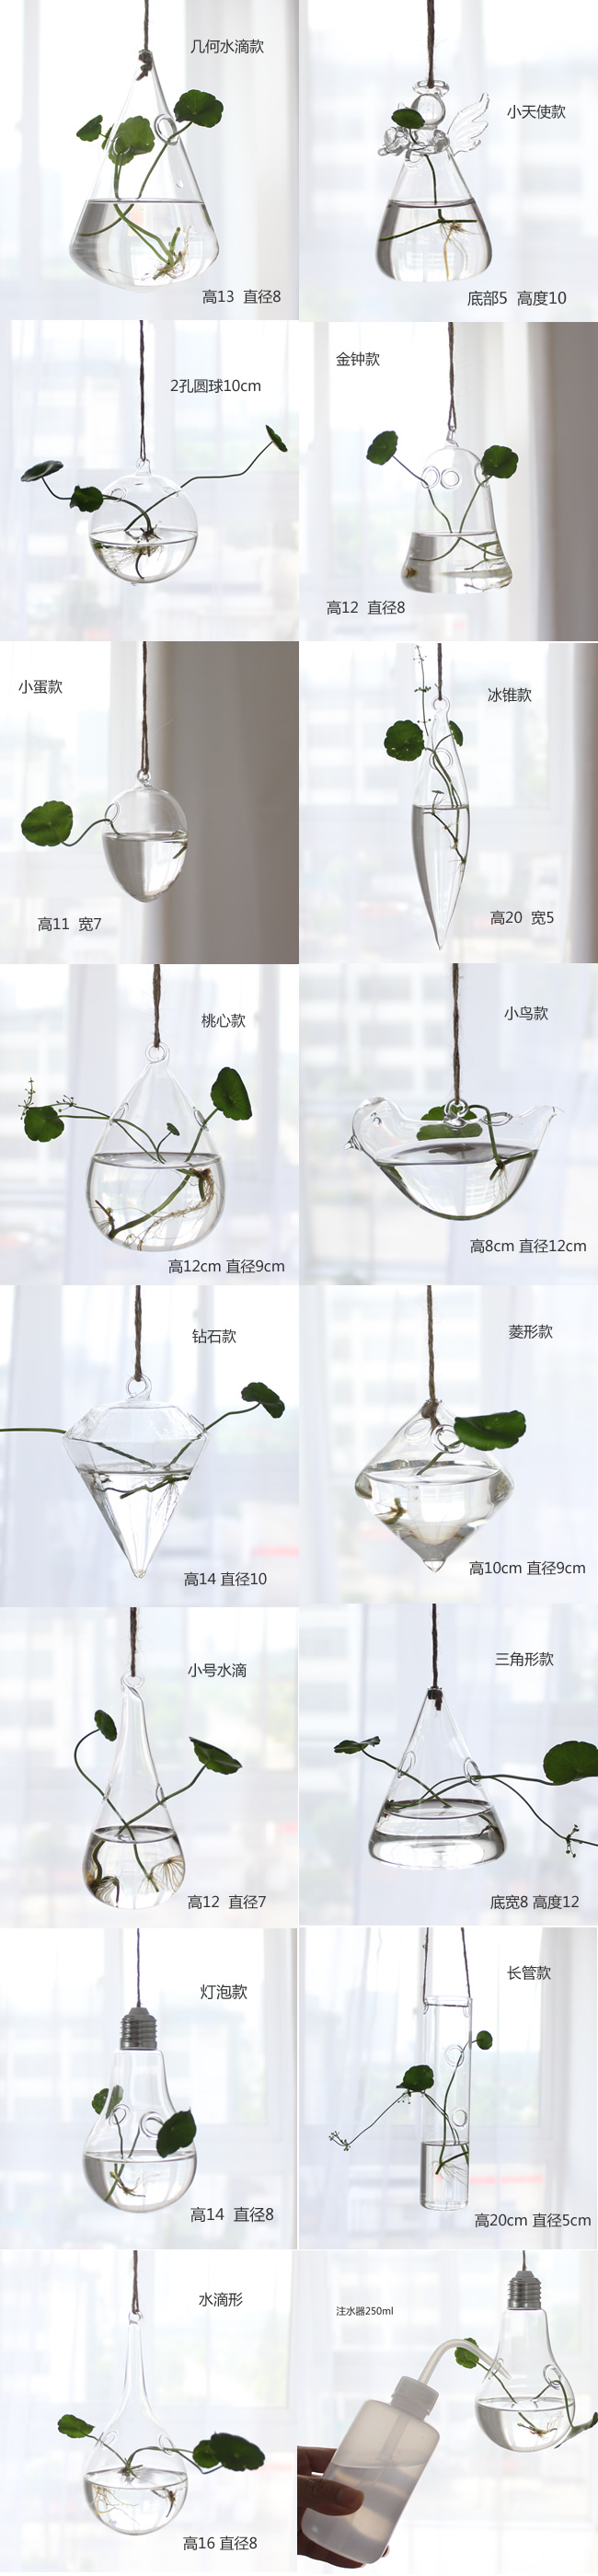 几何水滴款
高13 直径8
小天使款
底部5 高度10
2孔圆球10cm
金钟款
高12 直径8
小蛋款
高11 宽7
冰锥款
高20 宽5
桃心款
高12cm 直径9cm
小鸟款
高8cm 直径12cm
钻石款
高14 直径10
菱形款
高10cm 直径9cm
小号水滴
高12 直径7
三角形款
底宽8 高度12
灯泡款
高14 直径8
长管款
高20cm 直径5cm
水滴形
高16 直径8
注水器250ml